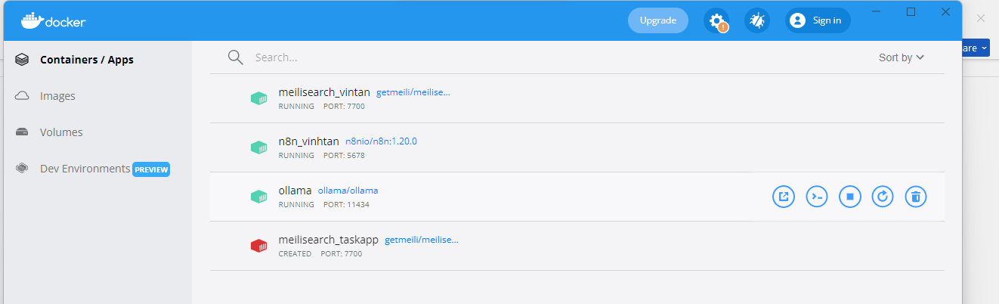 docker
Upgrade
Sign in
are
Containers / Apps
Images
Volumes
Dev Environments PREVIEW
Search...
Sort by
meilisearch_vintan getmeili/meilise...
RUNNING PORT: 7700
n8n_vinhtan n8nio/n8n:1.20.0
RUNNING PORT: 5678
ollama ollama/ollama
RUNNING PORT: 11434
meilisearch_taskapp getmeili/meilise...
CREATED PORT: 7700